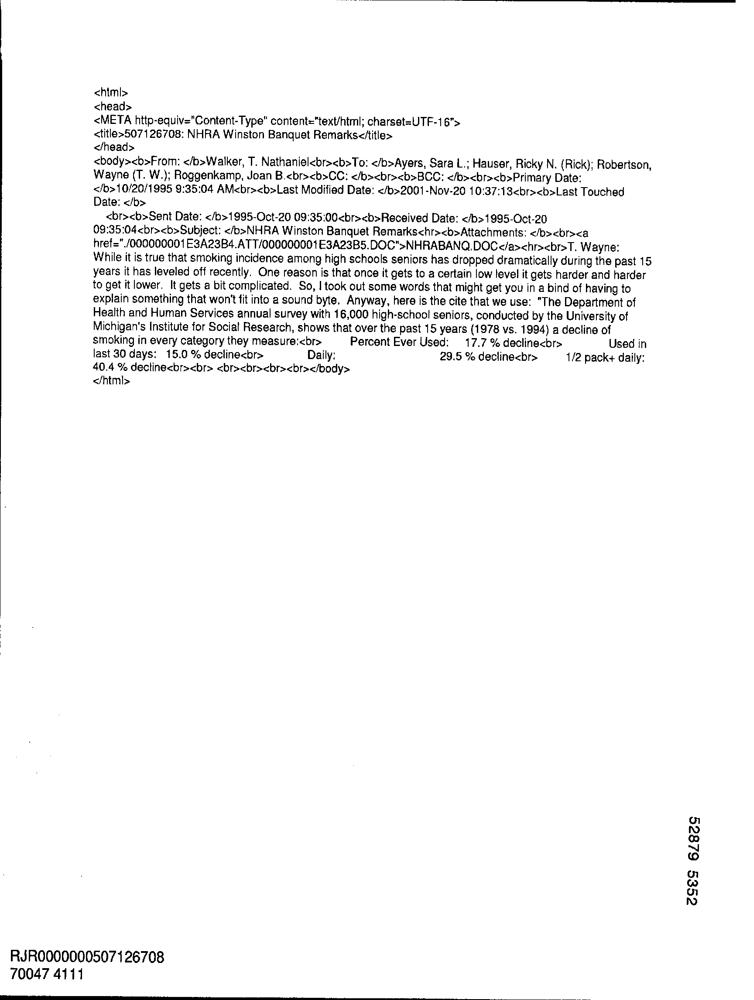 <html>
<head>
<META http-equiv="Content-Type" content="text/html; charset=UTF-16">
<title>507126708: NHRA Winston Banquet Remarks</title>
</head>
<body><b>From: </b>Walker, T. Nathaniel<br><b>To: </b>Ayers, Sara L.; Hauser, Ricky N. (Rick); Robertson,
Wayne (T. W.); Roggenkamp, Joan B.<br><b>CC: </b><br><b>BCC: </b><br><b>Primary Date:
</b>10/20/1995 9:35:04 AM<br><b>Last Modified Date: </b>2001-Nov-20 10:37:13<br><b>Last Touched
Date: </b>
<br><b>Sent Date: </b>1995-Oct-20 09:35:00<br><b>Received Date: </b>1995-Oct-20
09:35:04<br><b>Subject: </b>NHRA Winston Banquet Remarks<hr><b>Attachments: </b><br><a
href="./000000001E3A23B4.ATT/000000001E3A23B5.DOC">NHRABANQ.DOC</a><hr><br>T. Wayne:
While it is true that smoking incidence among high schools seniors has dropped dramatically during the past 15
years it has leveled off recently. One reason is that once it gets to a certain low level it gets harder and harder
to get it lower. It gets a bit complicated. So, I took out some words that might get you in a bind of having to
explain something that won't fit into a sound byte. Anyway, here is the cite that we use: "The Department of
Health and Human Services annual survey with 16,000 high-school seniors, conducted by the University of
Michigan's Institute for Social Research, shows that over the past 15 years (1978 vs. 1994) a decline of
smoking in every category they measure:<br> Percent Ever Used: 17.7 % decline<br> Used in
last 30 days: 15.0 % decline<br> Daily: 29.5 % decline<br> 1/2 pack+ daily:
40.4 % decline<br><br> <br><br><br><br></body>
</html>
52879 5352
RJR0000000507126708
70047 4111